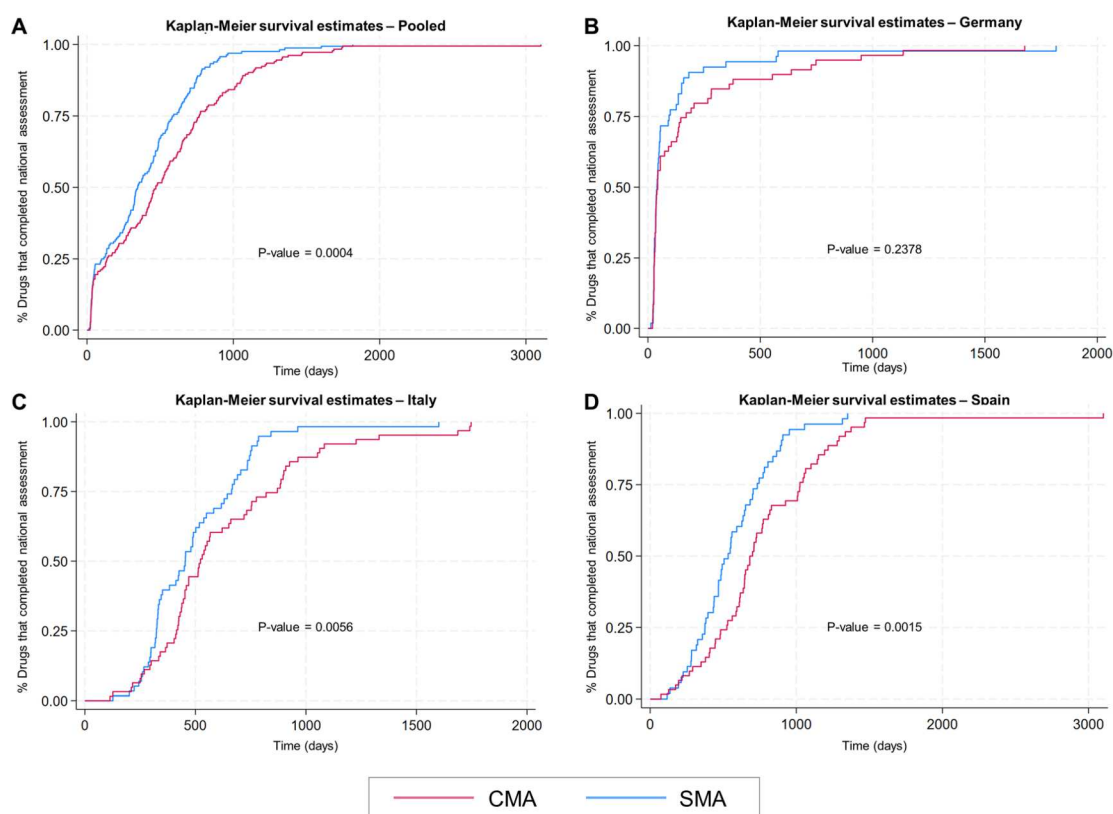 A
Kaplan-Meier survival estimates – Pooled
% Drugs that completed national assessment
1.00
0.75
0.50
0.25
0.00
P-value = 0.0004
0
1000
2000
3000
Time (days)
B
Kaplan-Meier survival estimates – Germany
% Drugs that completed national assessment
1.00
0.75
0.50
0.25
0.00
P-value = 0.2378
0
500
1000
1500
2000
Time (days)
C
Kaplan-Meier survival estimates – Italy
% Drugs that completed national assessment
1.00
0.75
0.50
0.25
0.00
P-value = 0.0056
0
500
1000
1500
2000
Time (days)
D
Kaplan-Meier survival estimates – Spain
% Drugs that completed national assessment
1.00
0.75
0.50
0.25
0.00
P-value = 0.0015
0
1000
2000
3000
Time (days)
CMA
SMA